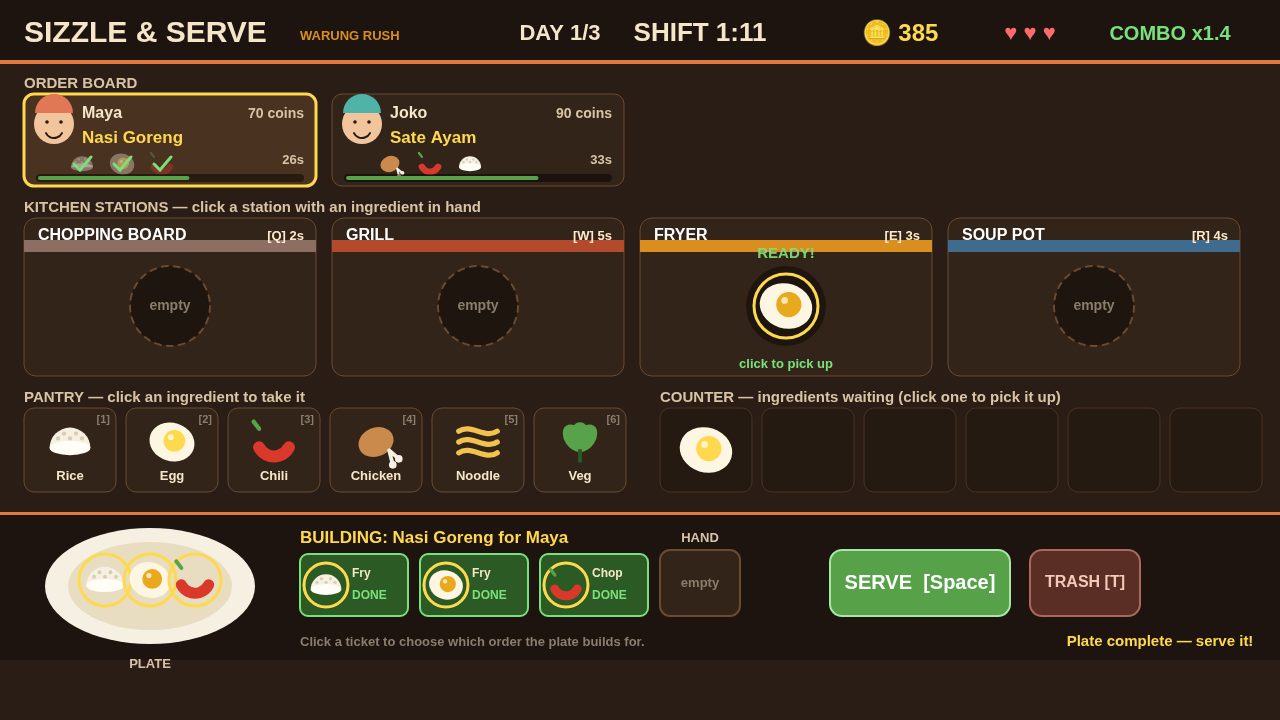 SIZZLE & SERVE WARUNG RUSH DAY 1/3 SHIFT 1:11 385 COMBO x1.4
ORDER BOARD
Maya 70 coins
Nasi Goreng
26s
Joko 90 coins
Sate Ayam
33s
KITCHEN STATIONS — click a station with an ingredient in hand
CHOPPING BOARD [Q] 2s
empty
GRILL [W] 5s
empty
FRYER [E] 3s
READY!
click to pick up
SOUP POT [R] 4s
empty
PANTRY — click an ingredient to take it
[1] Rice
[2] Egg
[3] Chili
[4] Chicken
[5] Noodle
[6] Veg
COUNTER — ingredients waiting (click one to pick it up)
PLATE
BUILDING: Nasi Goreng for Maya
Fry
DONE
Fry
DONE
Chop
DONE
HAND
empty
Click a ticket to choose which order the plate builds for.
SERVE [Space]
TRASH [T]
Plate complete — serve it!